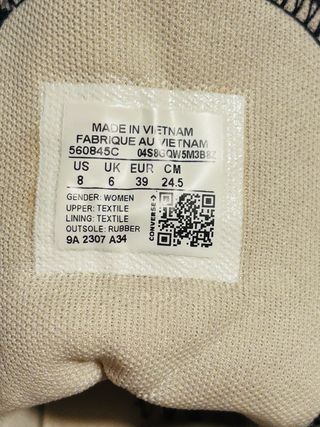 MADE IN VIETNAM
FABRIQUE AU VIETNAM
560845C 04S8GQW5M3B8Z
US UK EUR CM
8 6 39 24.5
GENDER: WOMEN
UPPER: TEXTILE
LINING: TEXTILE
OUTSOLE: RUBBER
9A 2307 A34
CONVERSE